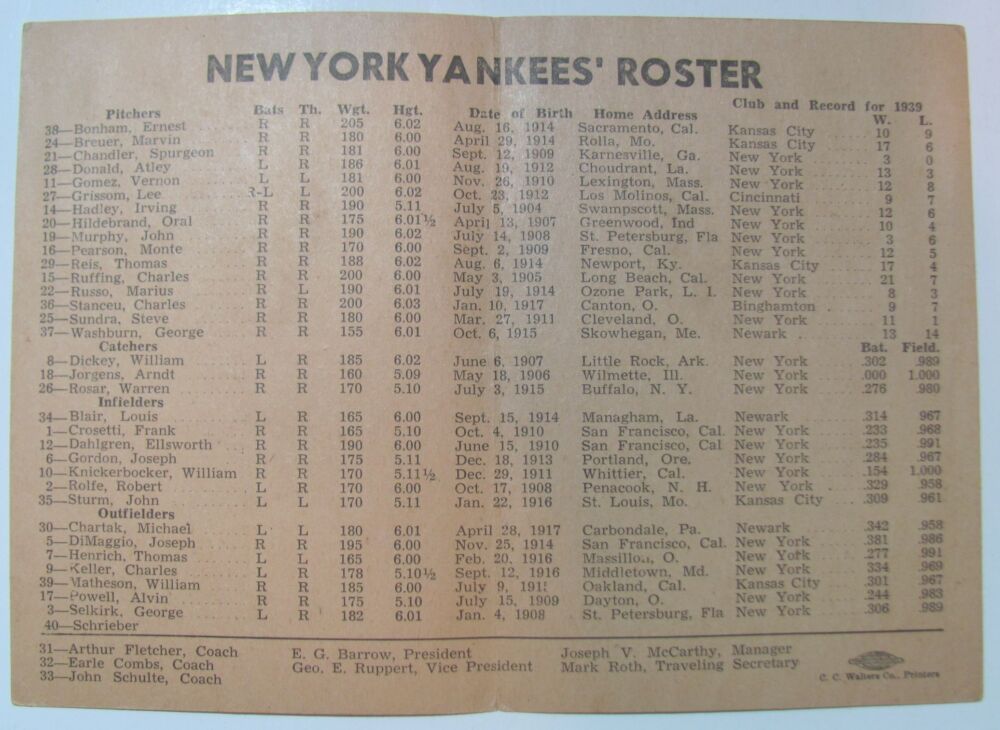 NEW YORK YANKEES' ROSTER
Pitchers Bats Th. Wgt. Hgt. Date of Birth Home Address Club and Record for 1939
W. L.
38—Bonham, Ernest R R 205 6.02 Aug. 16, 1914 Sacramento, Cal. Kansas City 10 9
24—Breuer, Marvin R R 180 6.00 April 29, 1914 Rolla, Mo. Kansas City 17 6
21—Chandler, Spurgeon R R 181 6.00 Sept. 12, 1909 Karnesville, Ga. New York 3 0
28—Donald, Atley L R 186 6.01 Aug. 19, 1912 Choudrant, La. New York 13 3
11—Gomez, Vernon L L 181 6.00 Nov. 26, 1910 Lexington, Mass. New York 12 8
27—Grissom, Lee R-L L 200 6.02 Oct. 23, 1912 Los Molinos, Cal. Cincinnati 9 7
14—Hadley, Irving R R 190 5.11 July 5, 1904 Swampscott, Mass. New York 12 6
20—Hildebrand, Oral R R 175 6.01½ April 13, 1907 Greenwood, Ind New York 10 4
19—Murphy, John R R 190 6.02 July 14, 1908 St. Petersburg, Fla New York 3 6
16—Pearson, Monte R R 170 6.00 Sept. 2, 1909 Fresno, Cal. New York 12 5
29—Reis, Thomas R R 188 6.02 Aug. 6, 1914 Newport, Ky. Kansas City 17 4
15—Ruffing, Charles R R 200 6.00 May 3, 1905 Long Beach, Cal. New York 21 7
22—Russo, Marius R L 190 6.01 July 19, 1914 Ozone Park, L. I. New York 8 3
36—Stanceu, Charles R R 200 6.03 Jan. 10, 1917 Canton, O. Binghamton 9 7
25—Sundra, Steve R R 180 6.00 Mar. 27, 1911 Cleveland, O. New York 11 1
37—Washburn, George R R 155 6.01 Oct. 6, 1915 Skowhegan, Me. Newark 13 14
Catchers Bat. Field.
8—Dickey, William L R 185 6.02 June 6, 1907 Little Rock, Ark. New York .302 .989
18—Jorgens, Arndt R R 160 5.09 May 18, 1906 Wilmette, Ill. New York .000 1.000
26—Rosar, Warren R R 170 5.10 July 3, 1915 Buffalo, N. Y. New York .276 .980
Infielders
34—Blair, Louis L R 165 6.00 Sept. 15, 1914 Managham, La. Newark .314 967
1—Crosetti, Frank R R 165 5.10 Oct. 4, 1910 San Francisco, Cal. New York .233 .968
12—Dahlgren, Ellsworth R R 190 6.00 June 15, 1910 San Francisco, Cal New York .235 .991
6—Gordon, Joseph R R 175 5.11 Dec. 18, 1913 Portland, Ore. New York .284 .967
10—Knickerbocker, William R R 170 5.11½ Dec. 29, 1911 Whittier, Cal. New York .154 1.000
2—Rolfe, Robert L R 170 6.00 Oct. 17, 1908 Penacook, N. H. New York .329 .958
35—Sturm, John L L 170 5.11 Jan. 22, 1916 St. Louis, Mo. Kansas City .309 .961
Outfielders
30—Chartak, Michael L L 180 6.01 April 28, 1917 Carbondale, Pa. Newark .342 .958
5—DiMaggio, Joseph R R 195 6.00 Nov. 25, 1914 San Francisco, Cal. New York .381 .986
7—Henrich, Thomas L L 165 6.00 Feb. 20, 1916 Massillon, O. New York .277 .991
9—Keller, Charles L R 178 5.10½ Sept. 12, 1916 Middletown, Md. New York .334 .969
39—Matheson, William R R 185 6.00 July 9, Oakland, Cal. Kansas City .301 .967
17—Powell, Alvin R R 175 5.10 July 15, 1909 Dayton, O. New York .244 .983
3—Selkirk, George L R 182 6.01 Jan. 4, 1908 St. Petersburg, Fla New York .306 .989
40—Schrieber
31—Arthur Fletcher, Coach E. G. Barrow, President Joseph V. McCarthy, Manager
32—Earle Combs, Coach Geo. E. Ruppert, Vice President Mark Roth, Traveling Secretary
33—John Schulte, Coach
C. C. Walters Co., Printers